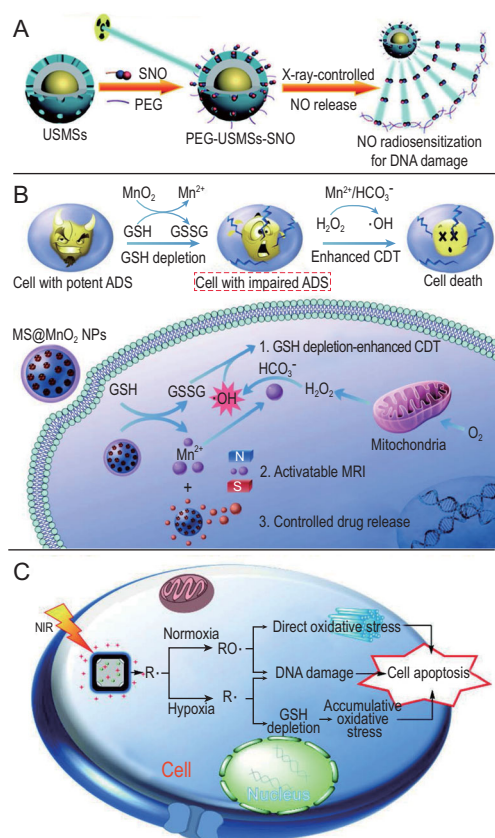 A
SNO
PEG
USMSs
PEG-USMSs-SNO
X-ray-controlled
NO release
NO radiosensitization
for DNA damage
B
MnO₂ Mn²⁺
GSH GSSG
GSH depletion
Mn²⁺/HCO₃⁻
H₂O₂ ·OH
Enhanced CDT
Cell with potent ADS
Cell with impaired ADS
Cell death
MS@MnO₂ NPs
GSH
GSSG
·OH
1. GSH depletion-enhanced CDT
HCO₃⁻
H₂O₂
Mitochondria
O₂
Mn²⁺
+
N
S
2. Activatable MRI
3. Controlled drug release
C
NIR
R·
Normoxia
RO·
Hypoxia
R·
Direct oxidative stress
DNA damage
GSH
depletion
Accumulative
oxidative
stress
Cell apoptosis
Cell
Nucleus